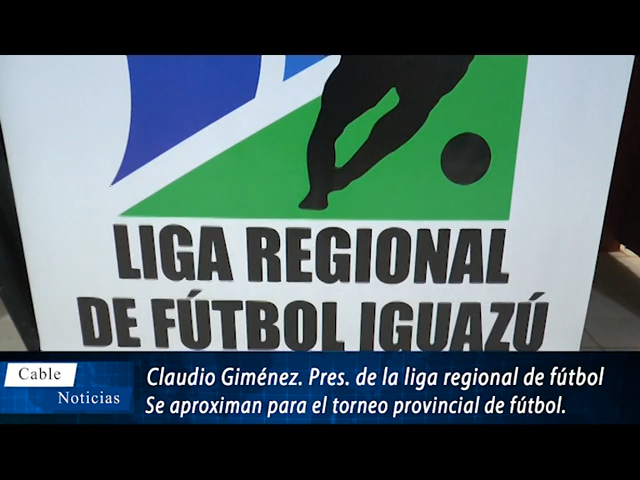 LIGA REGIONAL
DE FÚTBOL IGUAZÚ
Cable
Noticias
Claudio Giménez. Pres. de la liga regional de fútbol
Se aproximan para el torneo provincial de fútbol.